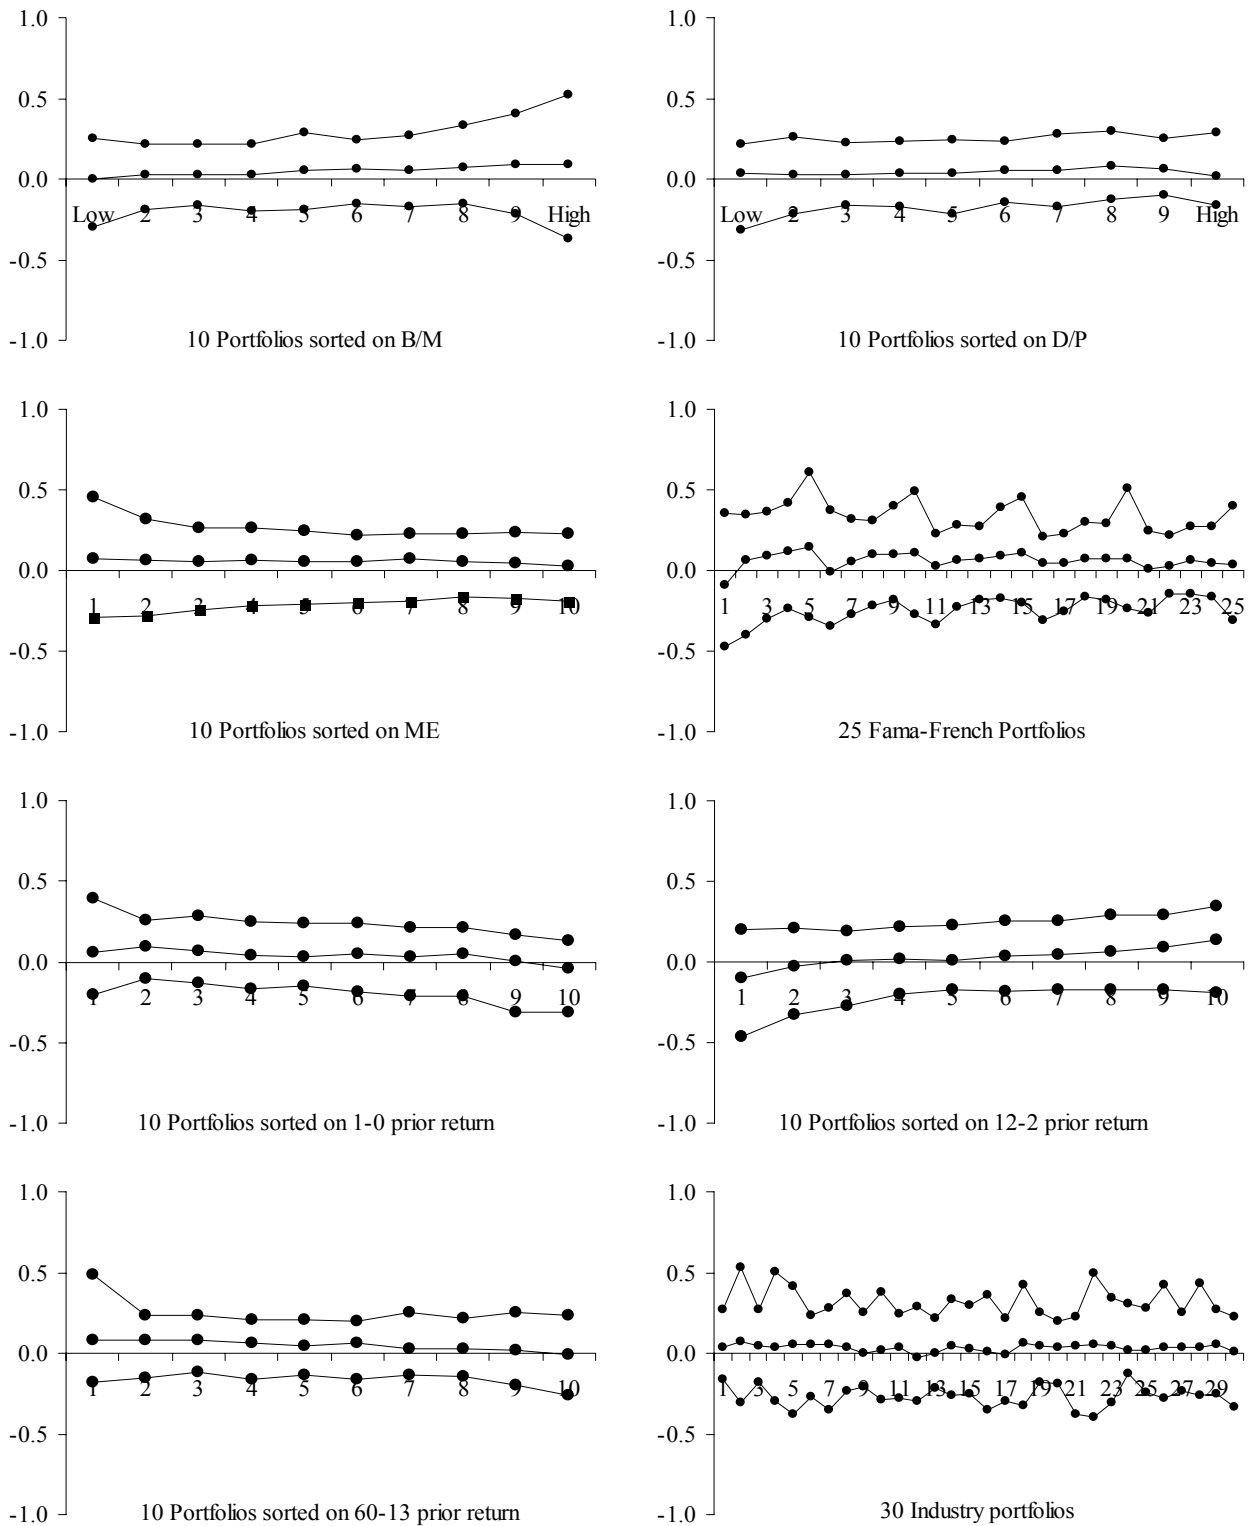 1.0
0.5
0.0
-0.5
-1.0
Low 2 3 4 5 6 7 8 9 High
10 Portfolios sorted on B/M
1.0
0.5
0.0
-0.5
-1.0
Low 2 3 4 5 6 7 8 9 High
10 Portfolios sorted on D/P
1.0
0.5
0.0
-0.5
-1.0
1 2 3 4 5 6 7 8 9 10
10 Portfolios sorted on ME
1.0
0.5
0.0
-0.5
-1.0
1 3 5 7 9 11 13 15 17 19 21 23 25
25 Fama-French Portfolios
1.0
0.5
0.0
-0.5
-1.0
1 2 3 4 5 6 7 8 9 10
10 Portfolios sorted on 1-0 prior return
1.0
0.5
0.0
-0.5
-1.0
1 2 3 4 5 6 7 8 9 10
10 Portfolios sorted on 12-2 prior return
1.0
0.5
0.0
-0.5
-1.0
1 2 3 4 5 6 7 8 9 10
10 Portfolios sorted on 60-13 prior return
1.0
0.5
0.0
-0.5
-1.0
1 3 5 7 9 11 13 15 17 19 21 23 25 27 29
30 Industry portfolios